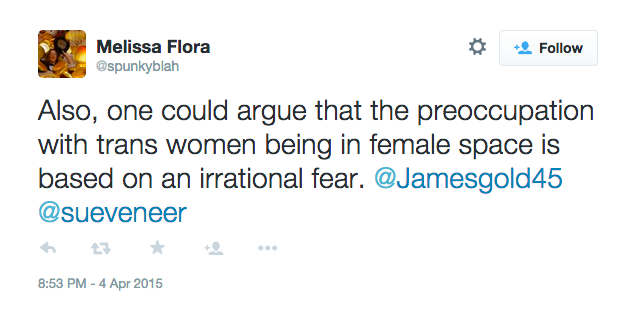 Melissa Flora
@spunkyblah
Follow
Also, one could argue that the preoccupation
with trans women being in female space is
based on an irrational fear. @Jamesgold45
@sueveneer
8:53 PM - 4 Apr 2015